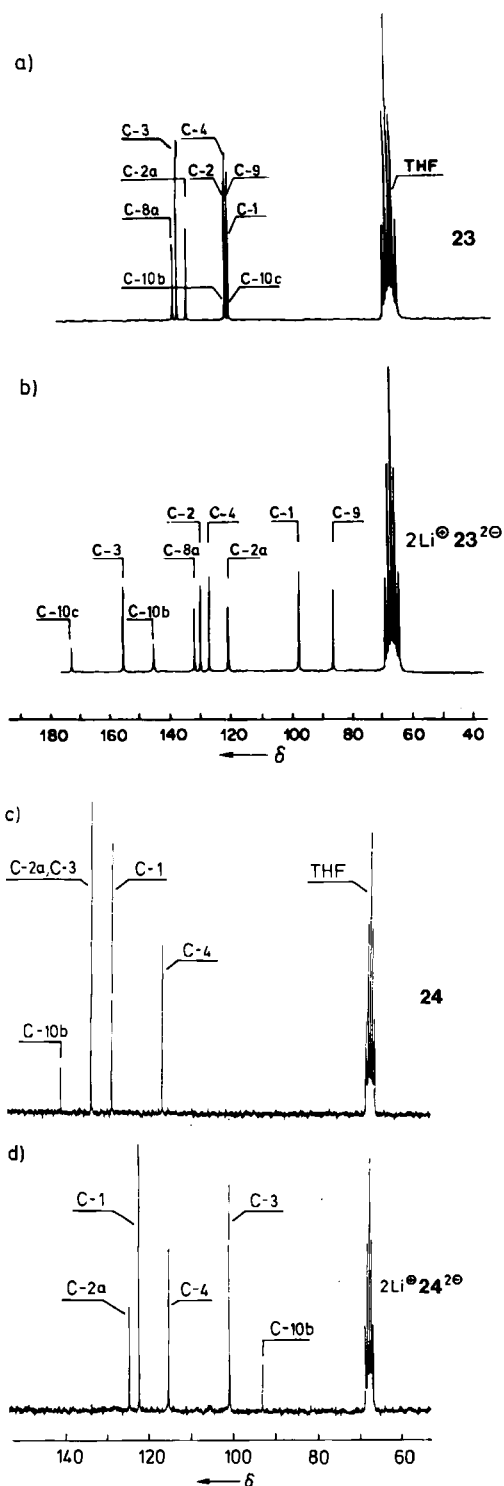 a)
C-3
C-4
C-2a
C-2
C-9
THF
C-8a
C-1
23
C-10b
C-10c
b)
C-2
C-4
C-1
C-9
2Li⊕ 23²⊖
C-3
C-8a
C-2a
C-10c
C-10b
180 160 140 120 100 80 60 40
← δ
c)
C-2a, C-3
C-1
THF
C-4
24
C-10b
d)
C-1
C-3
2Li⊕ 24²⊖
C-2a
C-4
C-10b
140 120 100 80 60
← δ